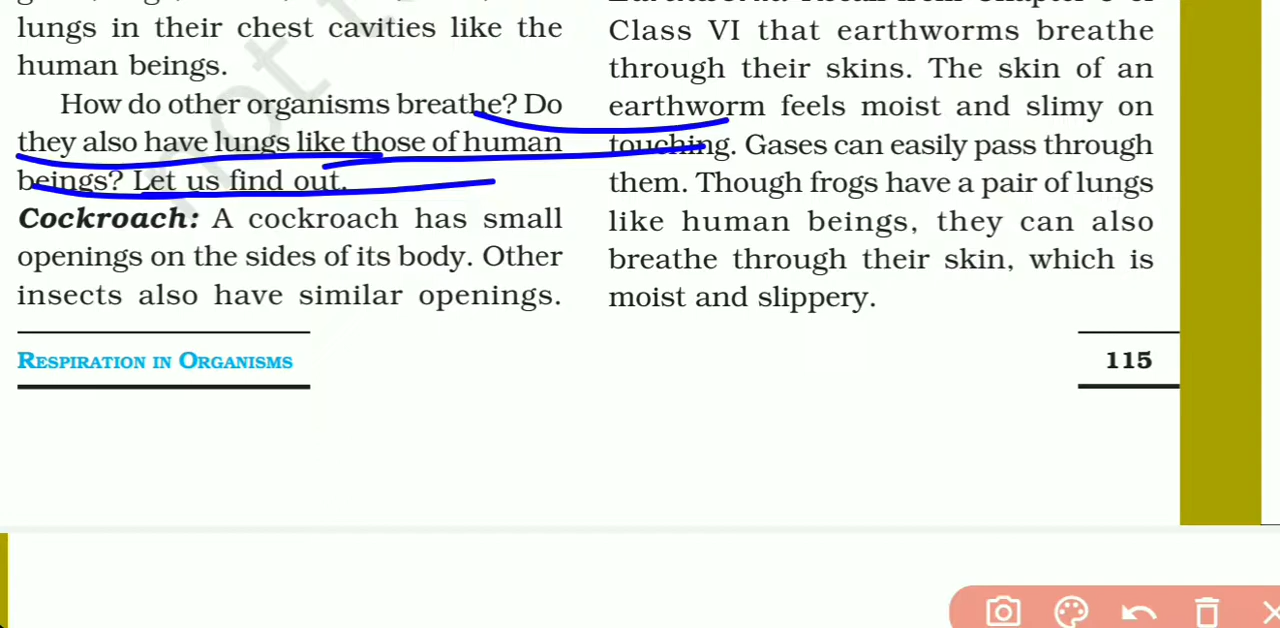 lungs in their chest cavities like the
human beings.
How do other organisms breathe? Do
they also have lungs like those of human
beings? Let us find out.
Cockroach: A cockroach has small
openings on the sides of its body. Other
insects also have similar openings.
Class VI that earthworms breathe
through their skins. The skin of an
earthworm feels moist and slimy on
touching. Gases can easily pass through
them. Though frogs have a pair of lungs
like human beings, they can also
breathe through their skin, which is
moist and slippery.
RESPIRATION IN ORGANISMS
115